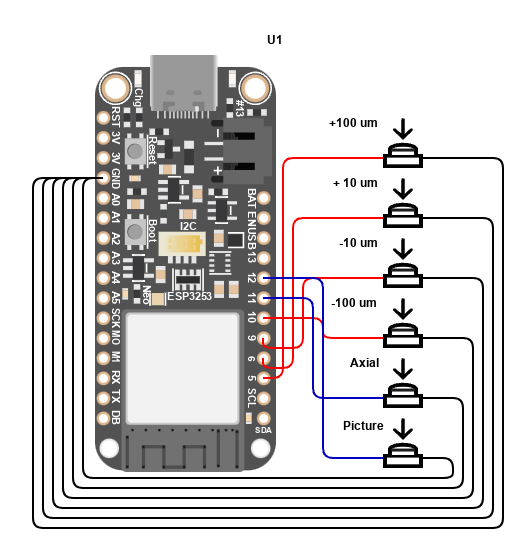 U1
Chg
#13
RST
3V
3V
GND
A0
A1
A2
A3
A4
A5
SCK
MO
MI
RX
TX
DB
Reset
Boot
I2C
Neo
ESP3253
BAT
EN
USB
13
12
11
10
9
6
5
SCL
SDA
+100 um
+ 10 um
-10 um
-100 um
Axial
Picture